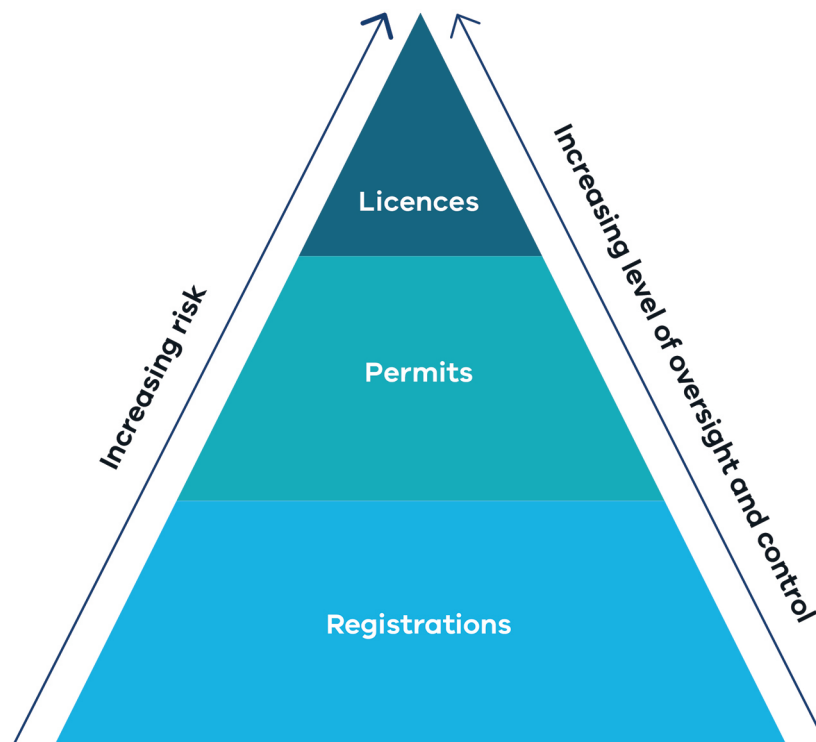 Licences
Increasing risk
Increasing level of oversight and control
Permits
Registrations